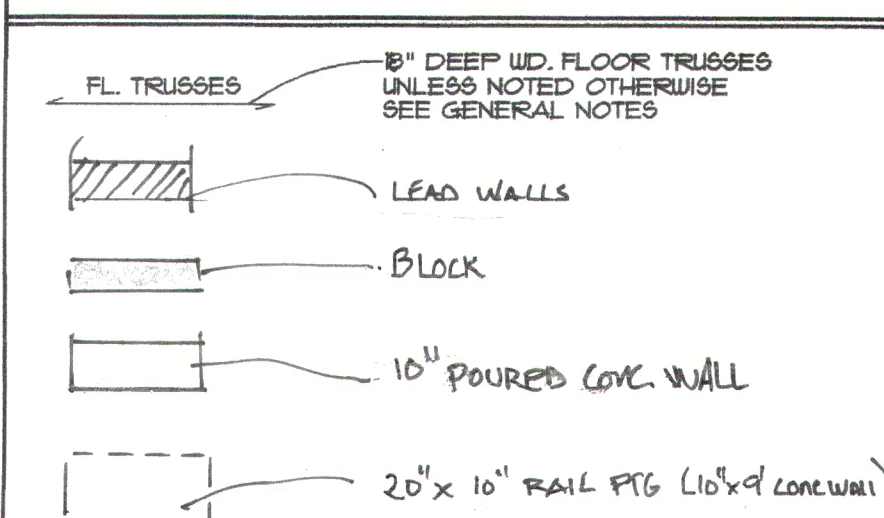 FL. TRUSSES
18" DEEP WD. FLOOR TRUSSES
UNLESS NOTED OTHERWISE
SEE GENERAL NOTES
LEAD WALLS
BLOCK
10" POURED CONC. WALL
20" x 10" RAIL FTG (10"x9' CONC WALL)